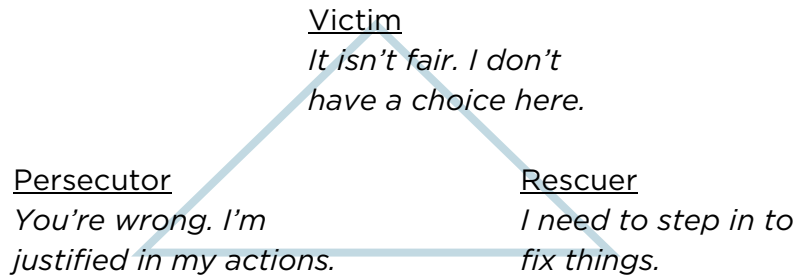 Victim
It isn’t fair. I don’t
have a choice here.
Persecutor
You’re wrong. I’m
justified in my actions.
Rescuer
I need to step in to
fix things.